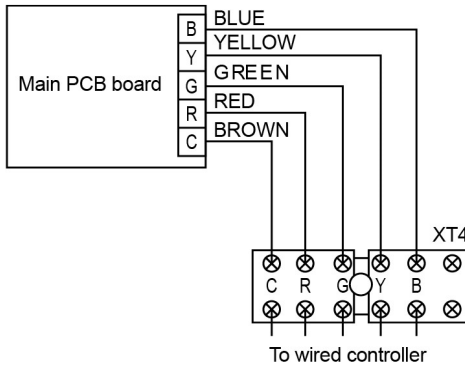 B BLUE
Y YELLOW
Main PCB board G GREEN
R RED
C BROWN
XT4
C R G Y B
To wired controller